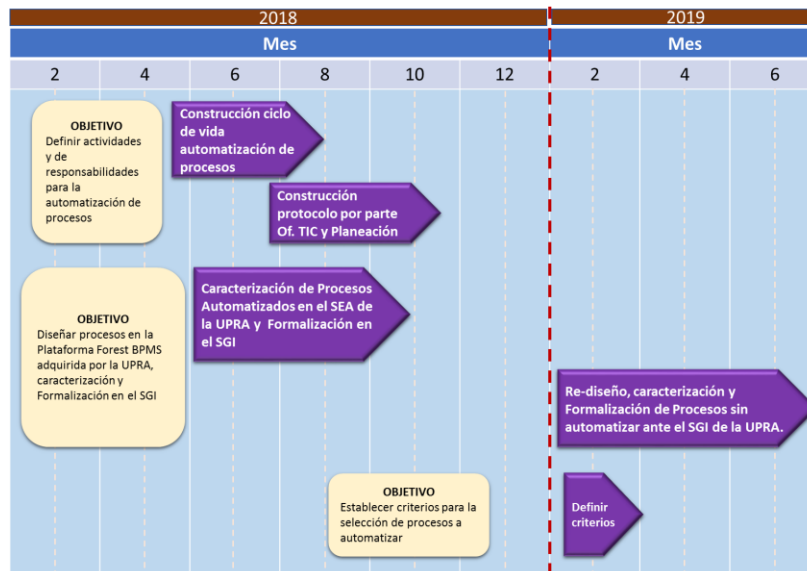 2018
2019
Mes
Mes
2
4
6
8
10
12
2
4
6
OBJETIVO
Definir actividades
y de
responsabilidades
para la
automatización de
procesos
Construcción ciclo
de vida
automatización de
procesos
Construcción
protocolo por parte
Of. TIC y Planeación
OBJETIVO
Diseñar procesos en la
Plataforma Forest BPMS
adquirida por la UPRA,
caracterización y
Formalización en el SGI
Caracterización de Procesos
Automatizados en el SEA de
la UPRA y Formalización en
el SGI
Re-diseño, caracterización y
Formalización de Procesos sin
automatizar ante el SGI de la UPRA.
OBJETIVO
Establecer criterios para la
selección de procesos a
automatizar
Definir
criterios